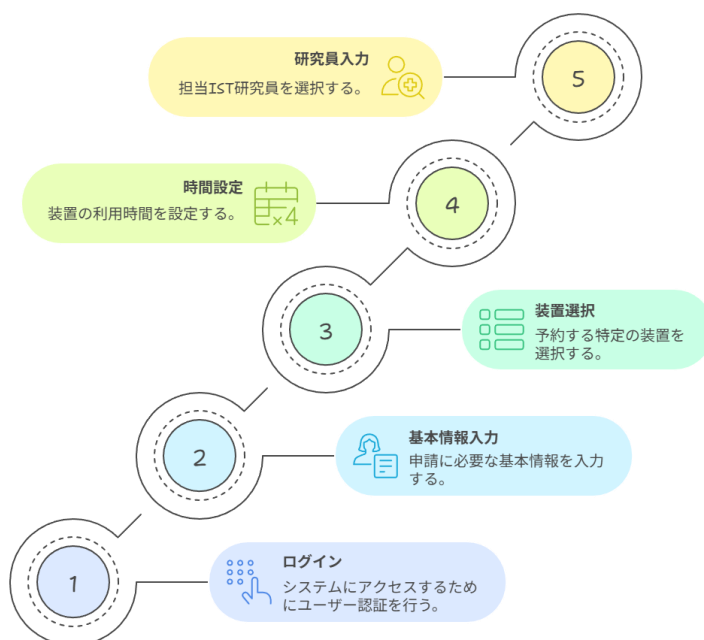 研究員入力
担当IST研究員を選択する。
5
時間設定
装置の利用時間を設定する。
×4
4
3
装置選択
予約する特定の装置を
選択する。
2
基本情報入力
申請に必要な基本情報を入力
する。
1
ログイン
システムにアクセスするため
にユーザー認証を行う。